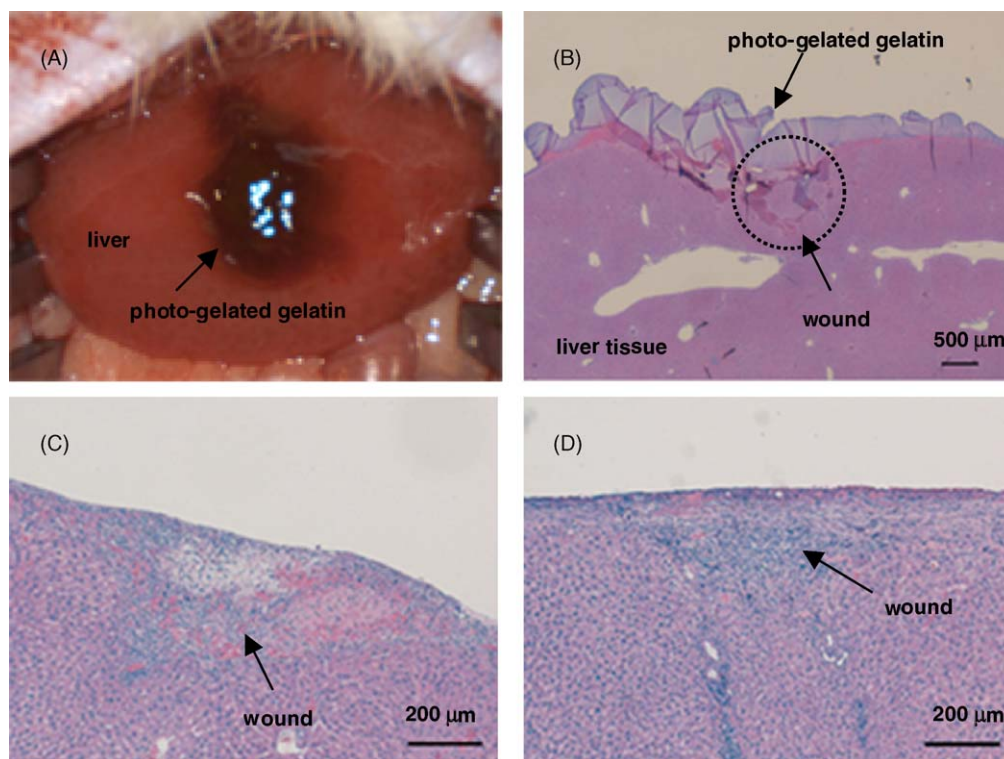 (A)
liver
photo-gelated gelatin
(B)
photo-gelated gelatin
wound
liver tissue
500 μm
(C)
wound
200 μm
(D)
wound
200 μm